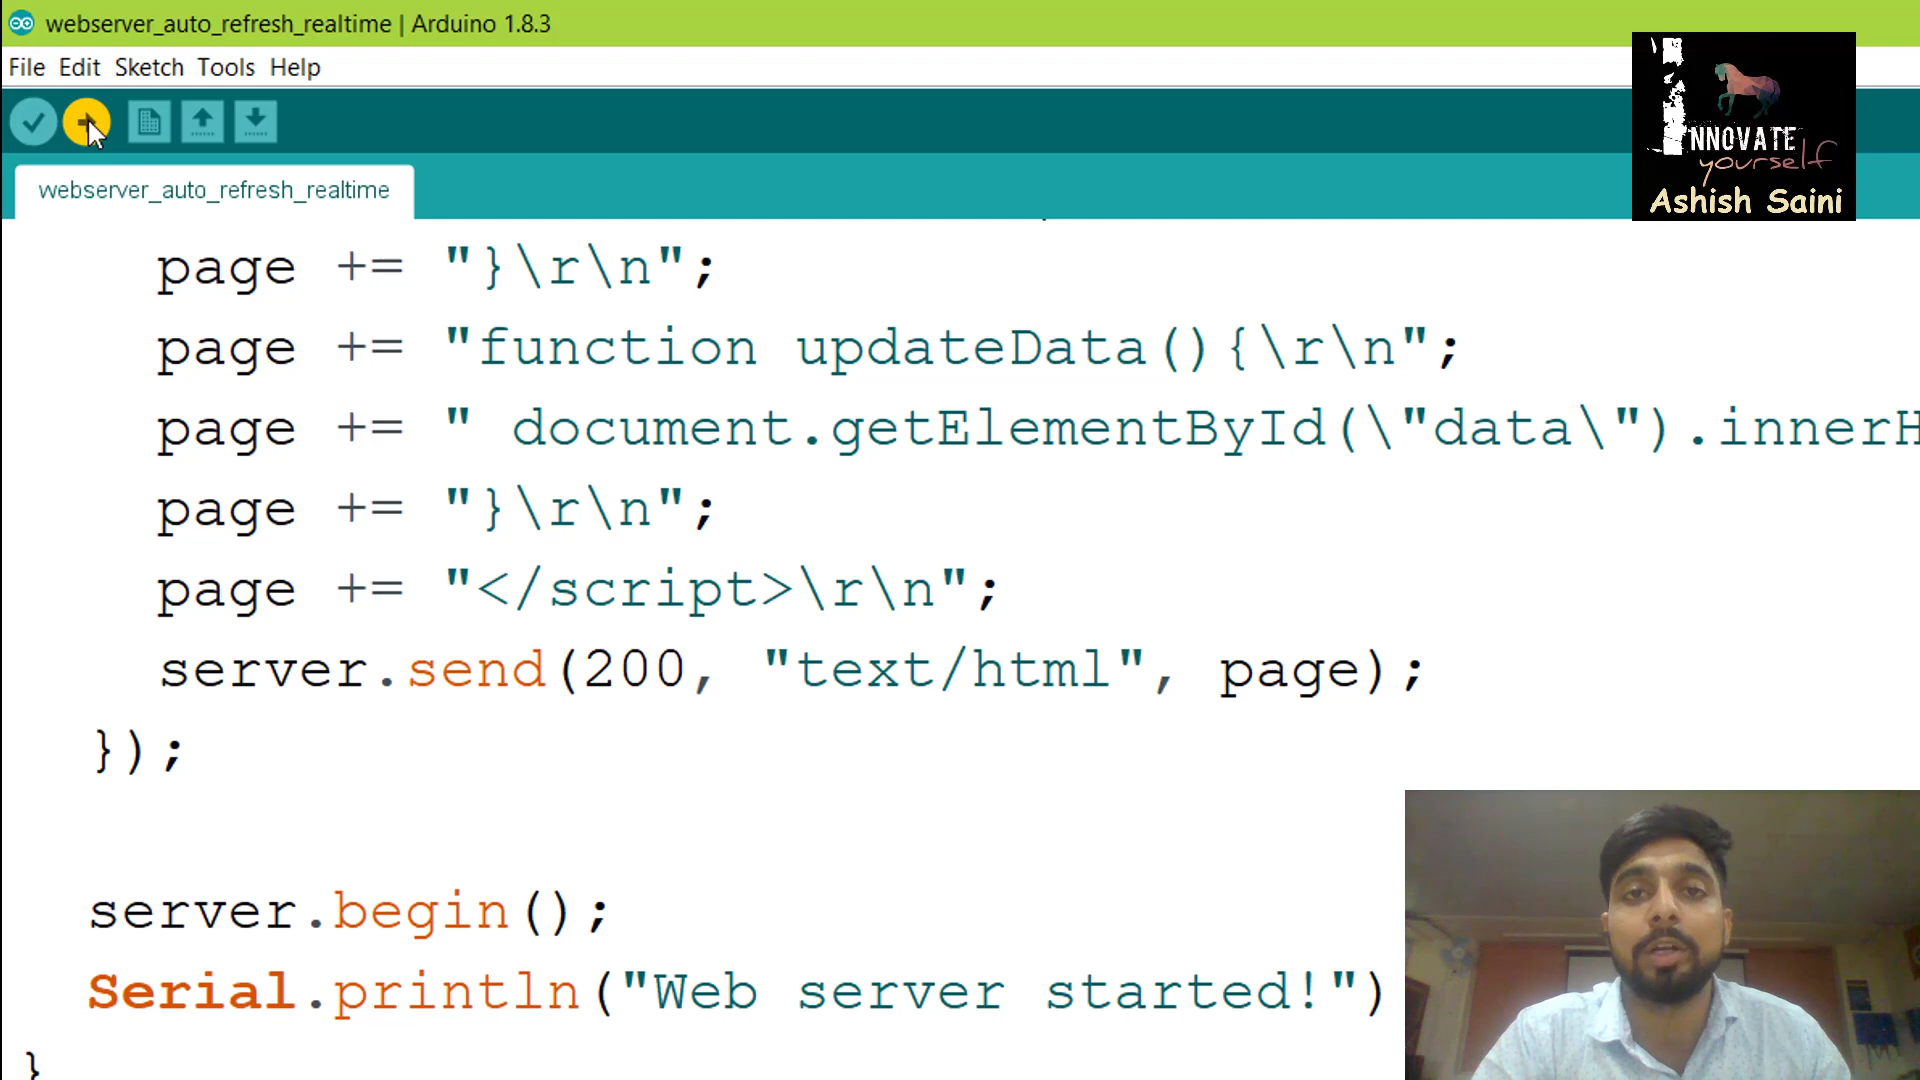 webserver_auto_refresh_realtime | Arduino 1.8.3
File Edit Sketch Tools Help
INNOVATE
yourself
Ashish Saini
webserver_auto_refresh_realtime
page += "}\r\n";
page += "function updateData(){\r\n";
page += " document.getElementById(\"data\").innerH
page += "}\r\n";
page += "</script>\r\n";
server.send(200, "text/html", page);
});
server.begin();
Serial.println("Web server started!")
}